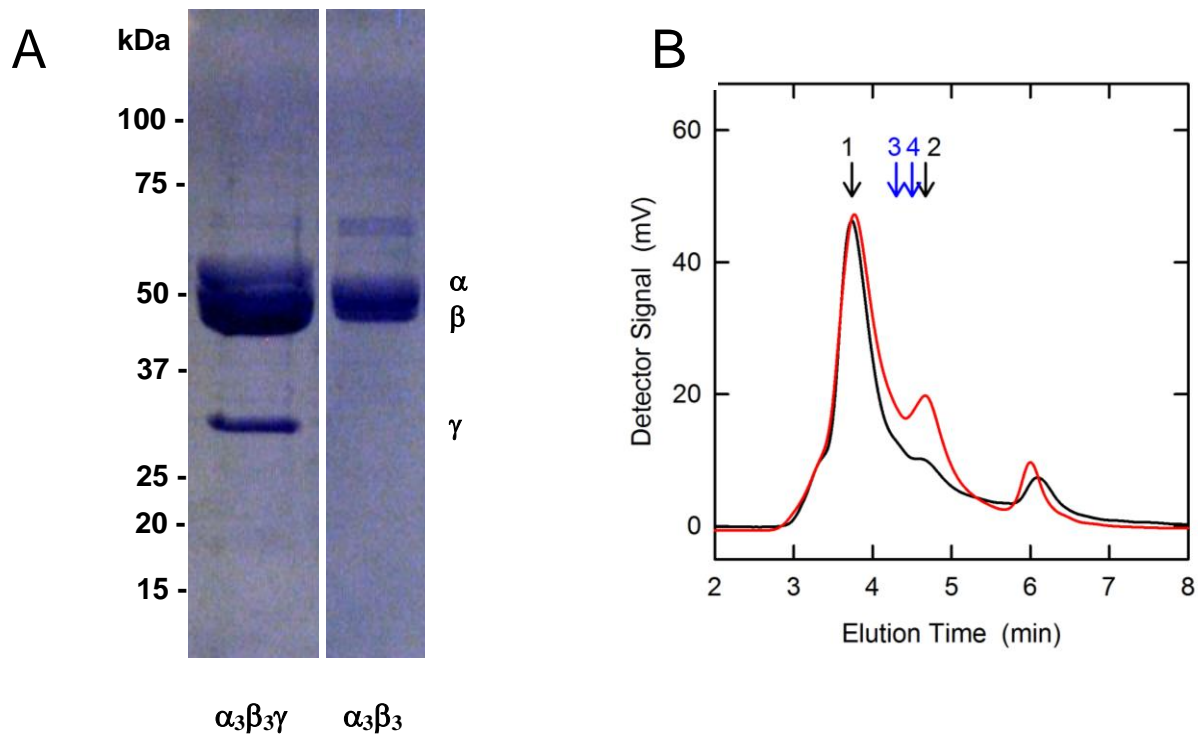 A
kDa
100 -
75 -
50 -
37 -
25 -
20 -
15 -
α
β
γ
α₃β₃γ
α₃β₃
B
1
3 4
2
60
40
20
0
Detector Signal (mV)
2 3 4 5 6 7 8
Elution Time (min)